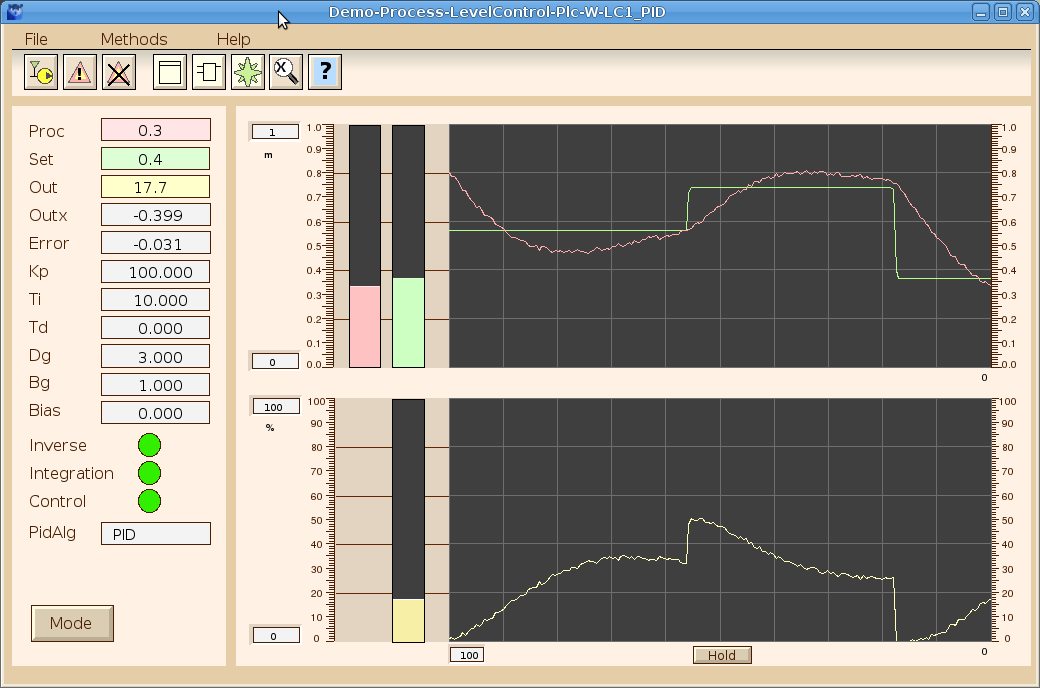 Demo-Process-LevelControl-Plc-W-LC1_PID
File Methods Help
X ?
Proc 0.3
Set 0.4
Out 17.7
Outx -0.399
Error -0.031
Kp 100.000
Ti 10.000
Td 0.000
Dg 3.000
Bg 1.000
Bias 0.000
Inverse
Integration
Control
PidAlg PID
Mode
1
m
0
1.0 1.0
0.9 0.9
0.8 0.8
0.7 0.7
0.6 0.6
0.5 0.5
0.4 0.4
0.3 0.3
0.2 0.2
0.1 0.1
0.0 0.0
0
100
%
0
100 100
90 90
80 80
70 70
60 60
50 50
40 40
30 30
20 20
10 10
0 0
100 Hold 0